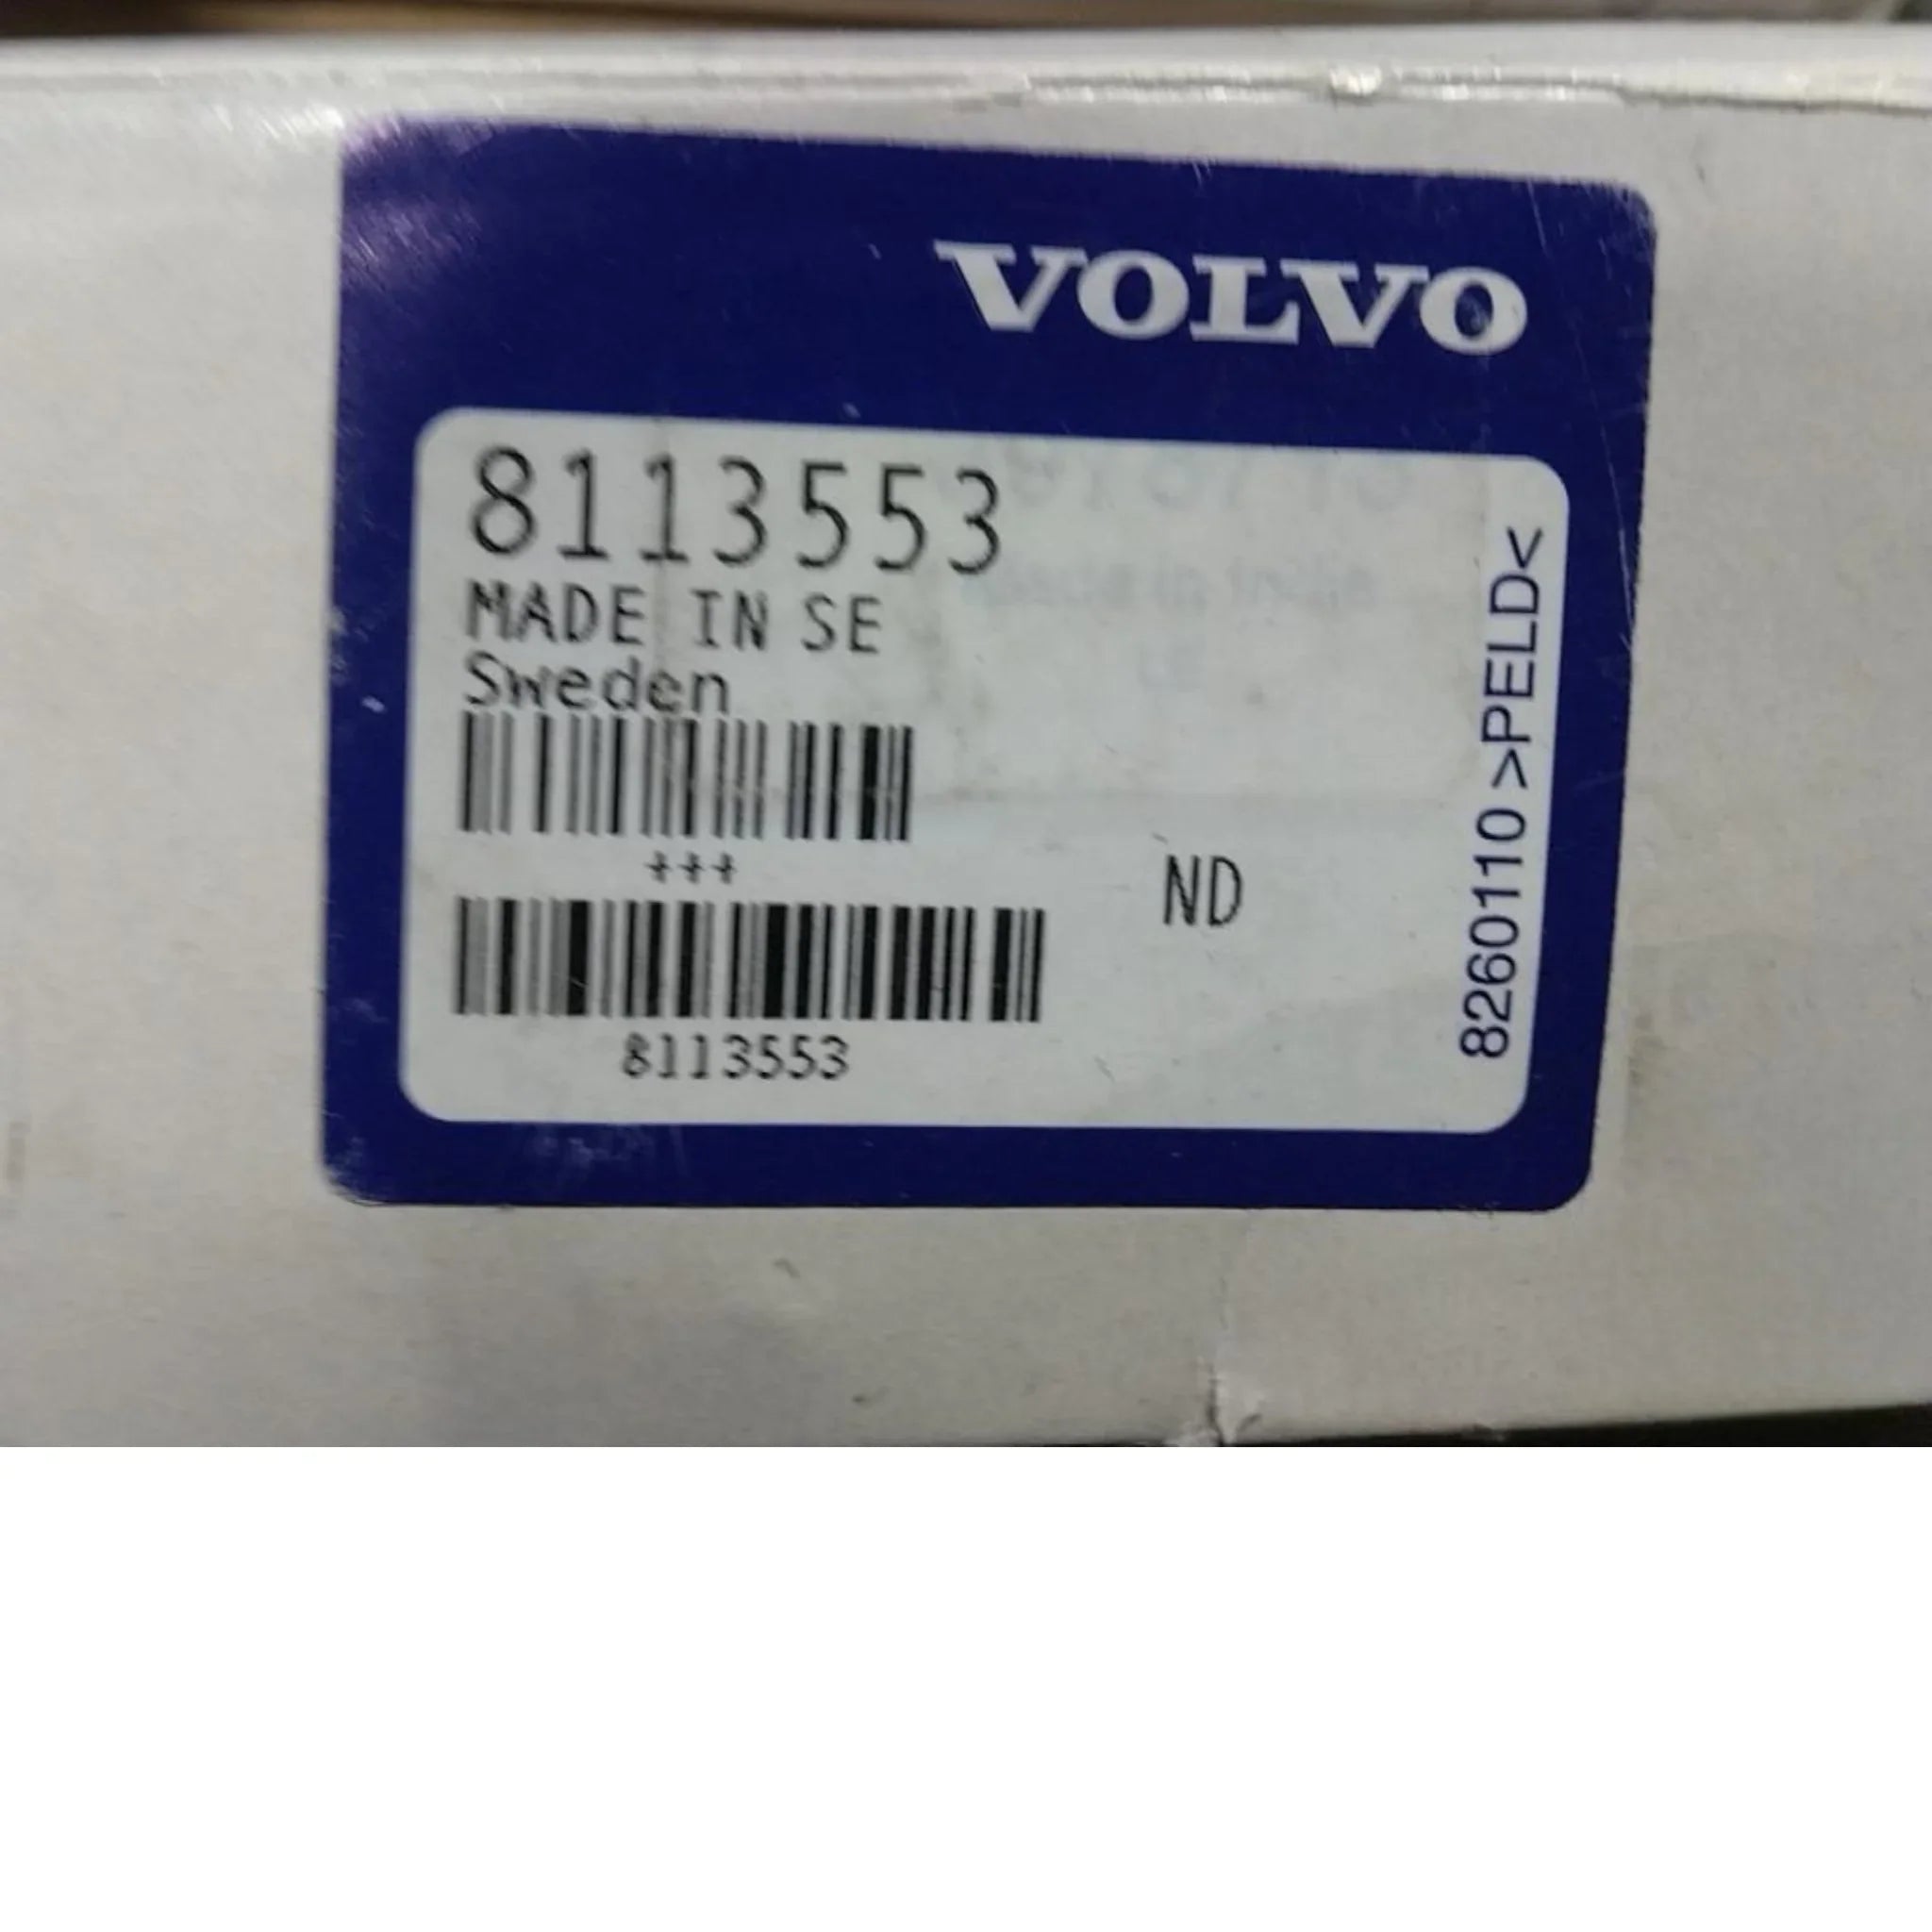 VOLVO
8113553
MADE IN SE
Sweden
+++
ND
8113553
8260110 >PELD<